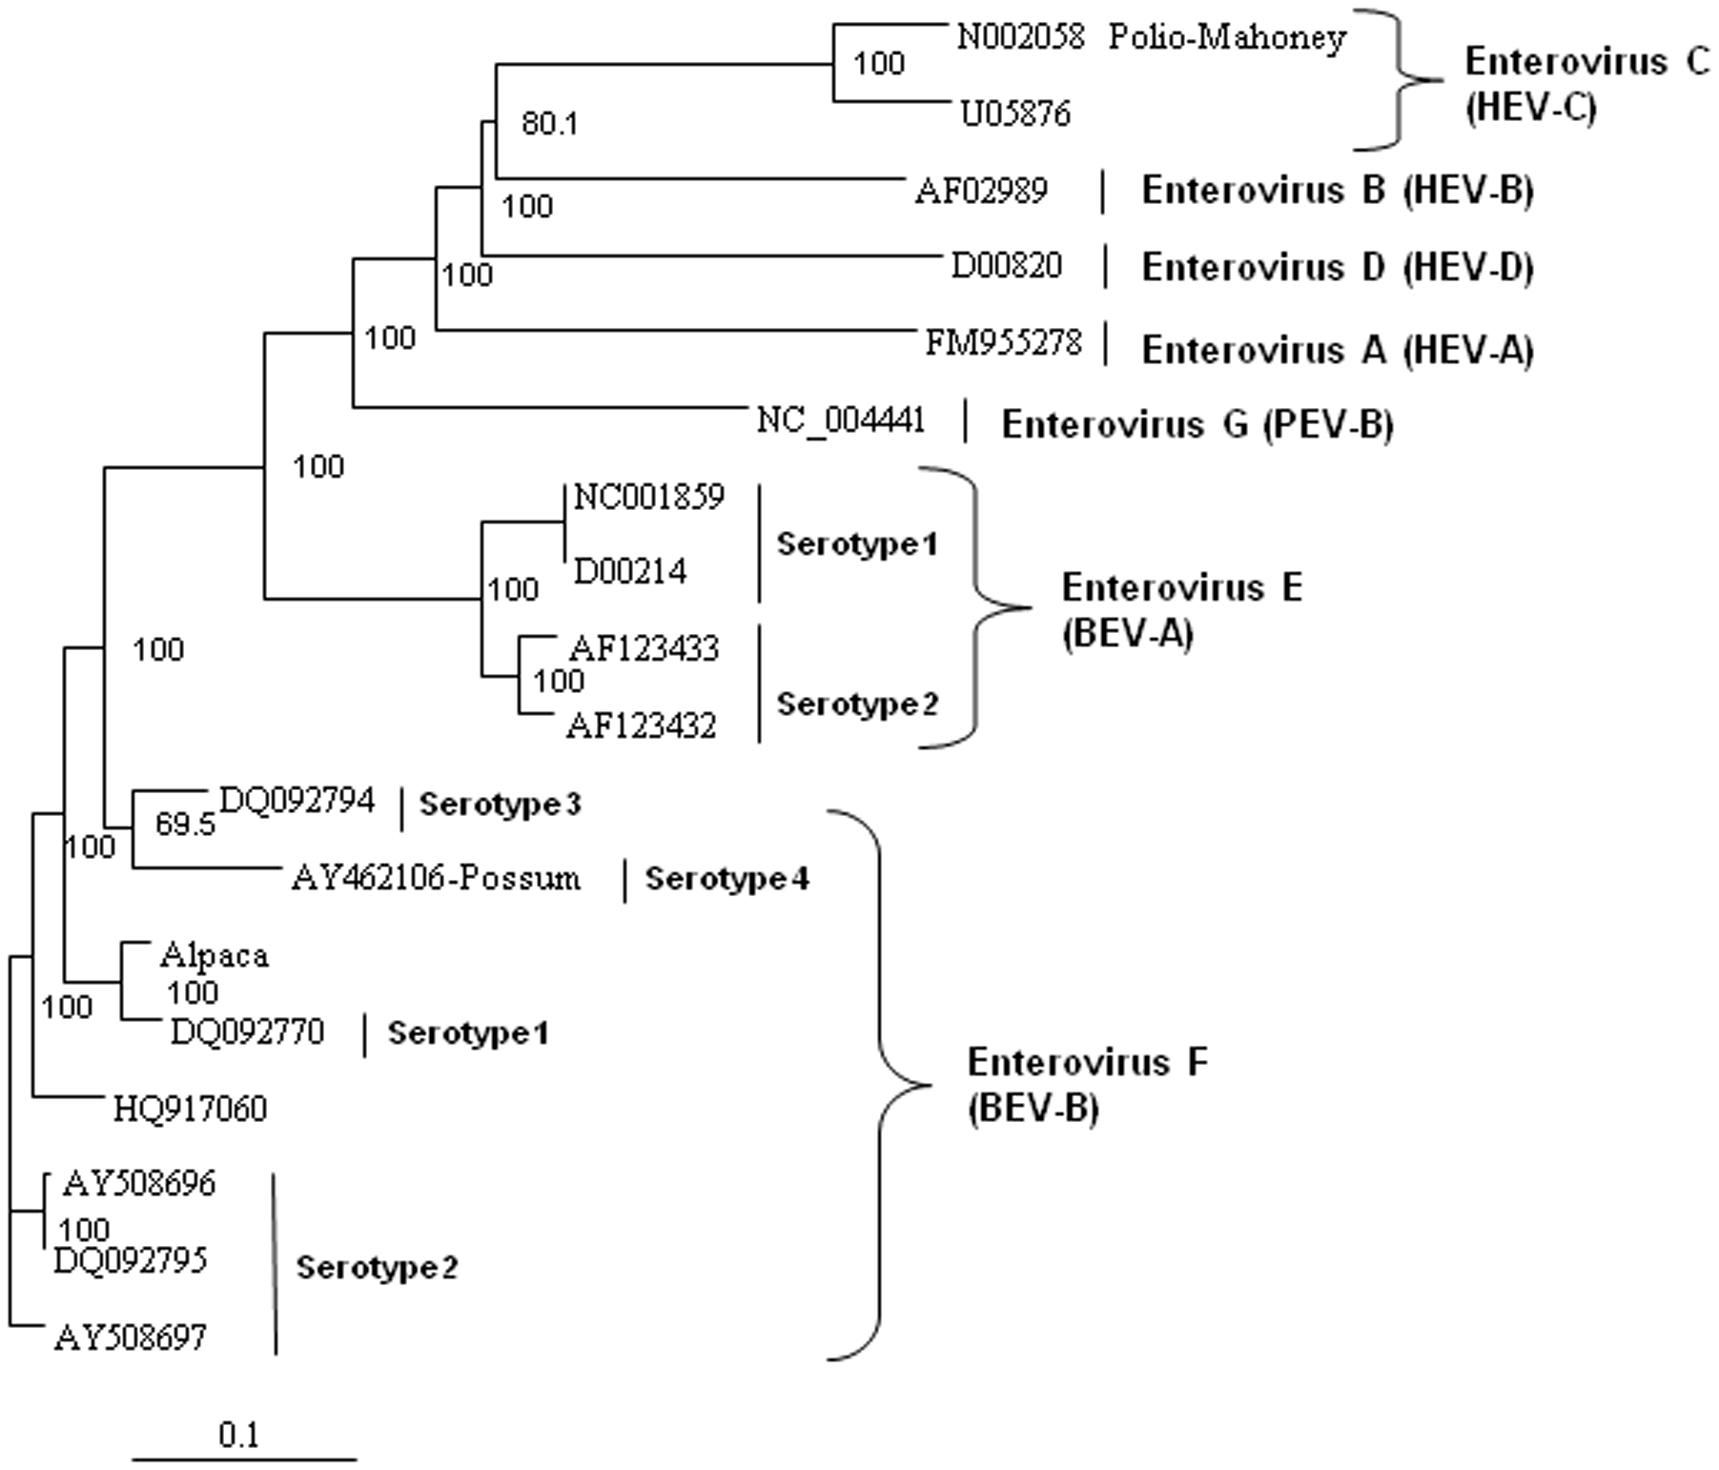 N002058 Polio-Mahoney
100
Enterovirus C
(HEV-C)
U05876
80.1
AF02989
Enterovirus B (HEV-B)
100
D00820
Enterovirus D (HEV-D)
100
FM955278
Enterovirus A (HEV-A)
100
NC_004441
Enterovirus G (PEV-B)
100
NC001859
Serotype1
D00214
100
Enterovirus E
(BEV-A)
AF123433
100
Serotype2
AF123432
100
DQ092794
Serotype3
69.5
100
AY462106-Possum
Serotype4
Alpaca
100
100
DQ092770
Serotype1
Enterovirus F
(BEV-B)
HQ917060
AY508696
100
DQ092795
Serotype2
AY508697
0.1